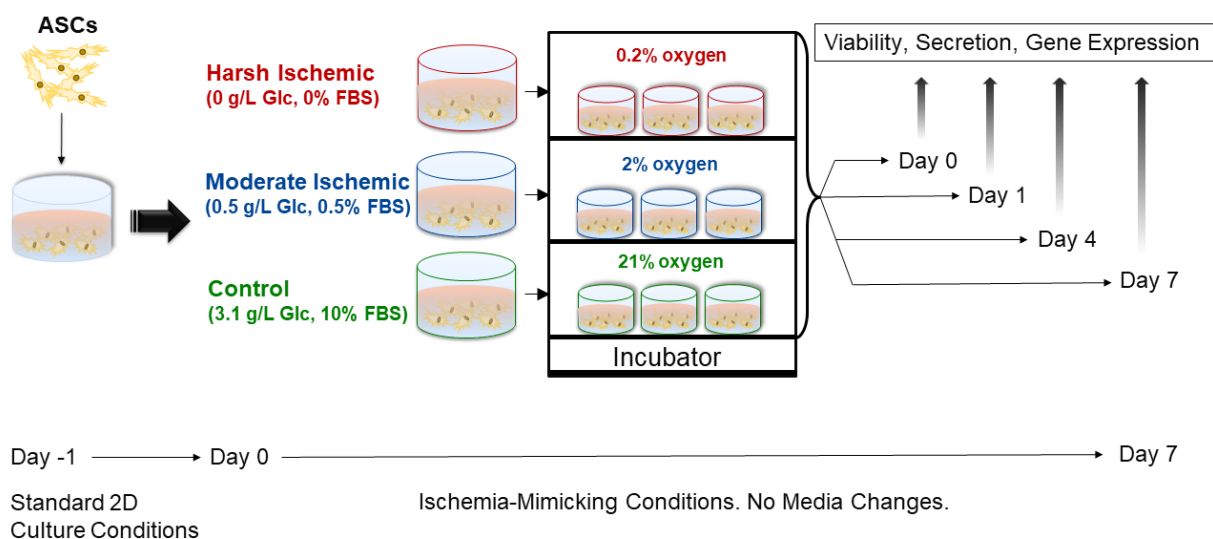 ASCs
Harsh Ischemic
(0 g/L Glc, 0% FBS)
Moderate Ischemic
(0.5 g/L Glc, 0.5% FBS)
Control
(3.1 g/L Glc, 10% FBS)
0.2% oxygen
2% oxygen
21% oxygen
Incubator
Viability, Secretion, Gene Expression
Day 0
Day 1
Day 4
Day 7
Day -1
Day 0
Day 7
Standard 2D
Culture Conditions
Ischemia-Mimicking Conditions. No Media Changes.